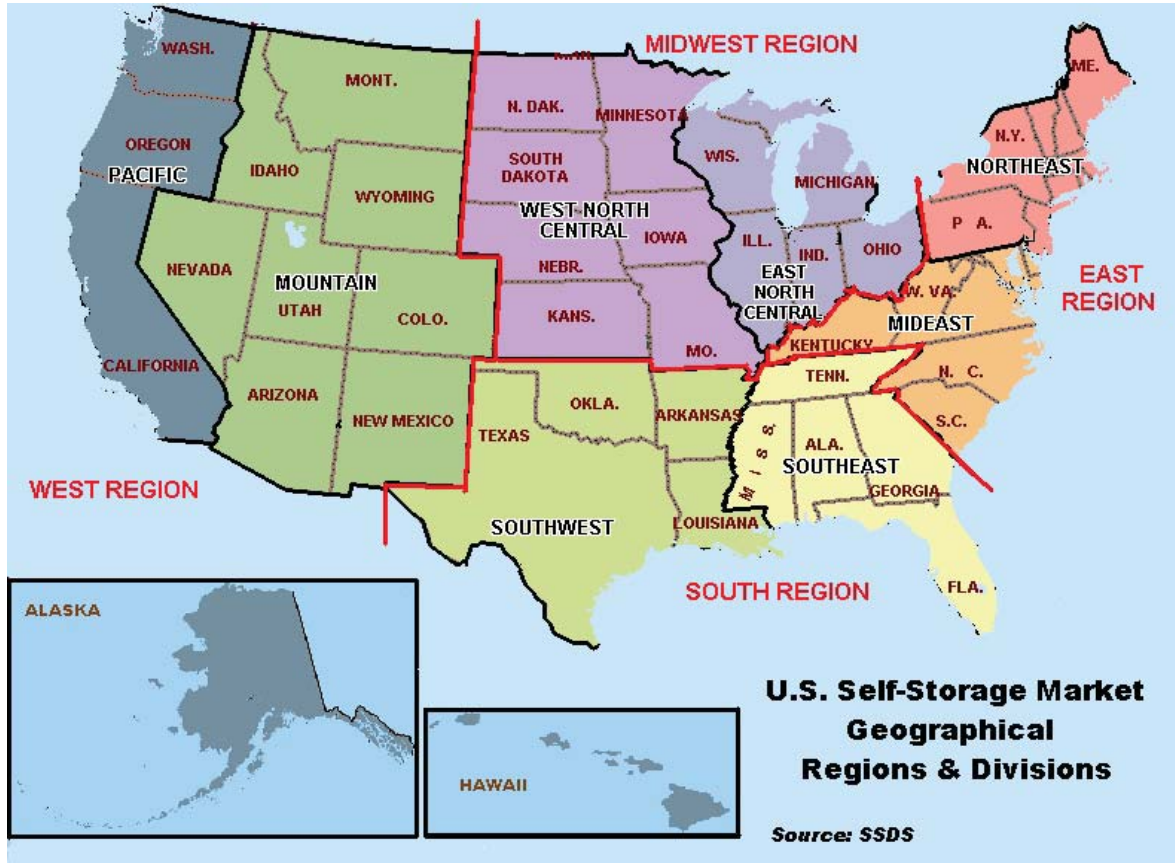 MIDWEST REGION
WASH.
MONT.
N. DAK.
MINNESOTA
ME.
OREGON
PACIFIC
IDAHO
WYOMING
SOUTH
DAKOTA
WIS.
MICHIGAN
N.Y.
NORTHEAST
WEST NORTH
CENTRAL
IOWA
P A.
NEVADA
MOUNTAIN
UTAH
COLO.
NEBR.
KANS.
ILL.
IND.
OHIO
EAST
NORTH
CENTRAL
W. VA.
MIDEAST
EAST
REGION
CALIFORNIA
MO.
KENTUCKY
ARIZONA
NEW MEXICO
TEXAS
OKLA.
ARKANSAS
TENN.
N. C.
S.C.
MISS.
ALA.
SOUTHEAST
GEORGIA
WEST REGION
SOUTHWEST
LOUISIANA
SOUTH REGION
FLA.
ALASKA
HAWAII
U.S. Self-Storage Market
Geographical
Regions & Divisions
Source: SSDS